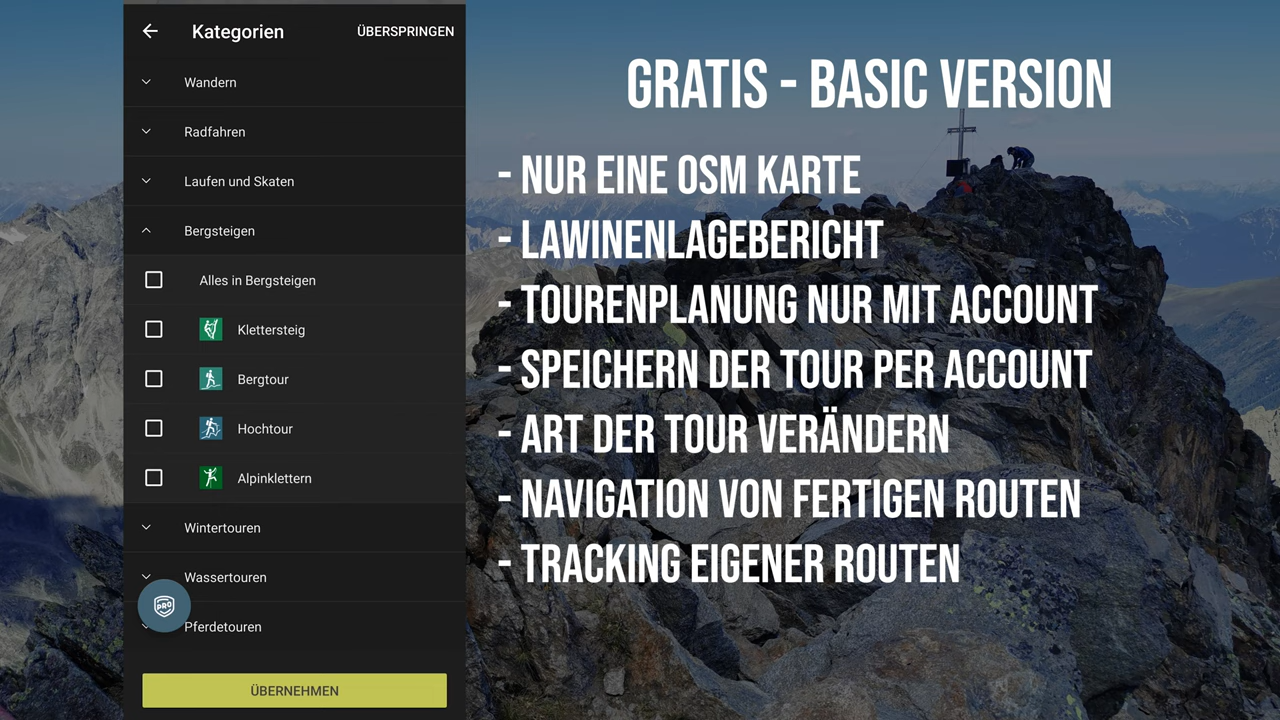 Kategorien
ÜBERSPRINGEN
Wandern
Radfahren
Laufen und Skaten
Bergsteigen
Alles in Bergsteigen
Klettersteig
Bergtour
Hochtour
Alpinklettern
Wintertouren
Wassertouren
PRO
Pferdetouren
ÜBERNEHMEN
GRATIS - BASIC VERSION
- NUR EINE OSM KARTE
- LAWINENLAGEBERICHT
- TOURENPLANUNG NUR MIT ACCOUNT
- SPEICHERN DER TOUR PER ACCOUNT
- ART DER TOUR VERÄNDERN
- NAVIGATION VON FERTIGEN ROUTEN
- TRACKING EIGENER ROUTEN